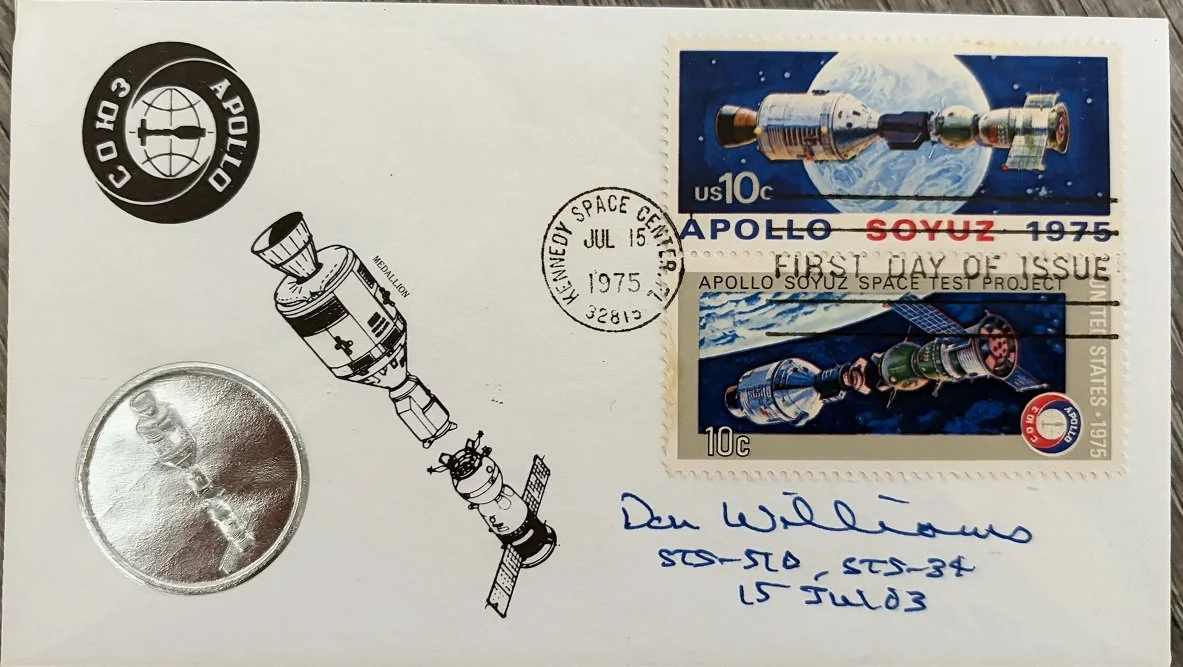 СОЮЗ APOLLO
MEDALLION
KENNEDY SPACE CENTER, FL
JUL 15
1975
32815
US 10c
APOLLO SOYUZ 1975
FIRST DAY OF ISSUE
APOLLO SOYUZ SPACE TEST PROJECT
UNITED STATES • 1975
СОЮЗ APOLLO
10c
Don Williams
STS-51D, STS-34
15 Jul 03